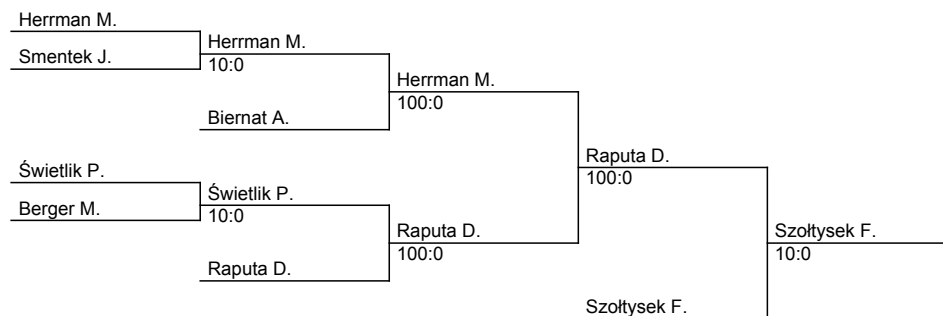 Herrman M.
Smentek J.
Herrman M.
10:0
Herrman M.
100:0
Biernat A.
Świetlik P.
Berger M.
Świetlik P.
10:0
Raputa D.
Raputa D.
100:0
Raputa D.
100:0
Szołtysek F.
Szołtysek F.
10:0